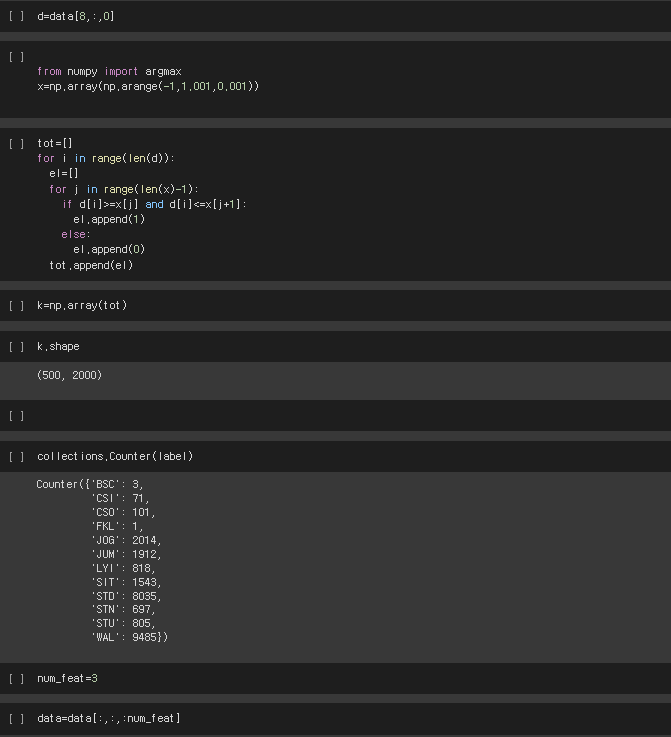 [ ] d=data[8,:,0]
[ ]
from numpy import argmax
x=np.array(np.arange(-1,1.001,0.001))
[ ] tot=[]
for i in range(len(d)):
  el=[]
  for j in range(len(x)-1):
    if d[i]>=x[j] and d[i]<=x[j+1]:
      el.append(1)
    else:
      el.append(0)
  tot.append(el)
[ ] k=np.array(tot)
[ ] k.shape
(500, 2000)
[ ]
[ ] collections.Counter(label)
Counter({'BSC': 3,
         'CSI': 71,
         'CSO': 101,
         'FKL': 1,
         'JOG': 2014,
         'JUM': 1912,
         'LYI': 818,
         'SIT': 1543,
         'STD': 8035,
         'STN': 697,
         'STU': 805,
         'WAL': 9485})
[ ] num_feat=3
[ ] data=data[:,:,:num_feat]